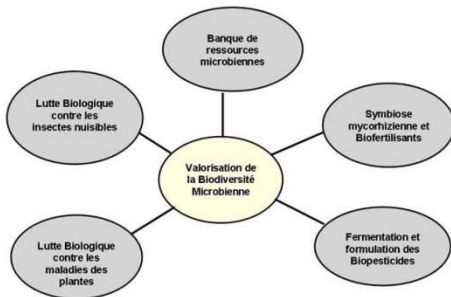 Banque de
ressources
microbiennes
Lutte Biologique
contre les
insectes nuisibles
Symbiose
mycorhizienne et
Biofertilisants
Valorisation de
la Biodiversité
Microbienne
Lutte Biologique
contre les
maladies des
plantes
Fermentation et
formulation des
Biopesticides